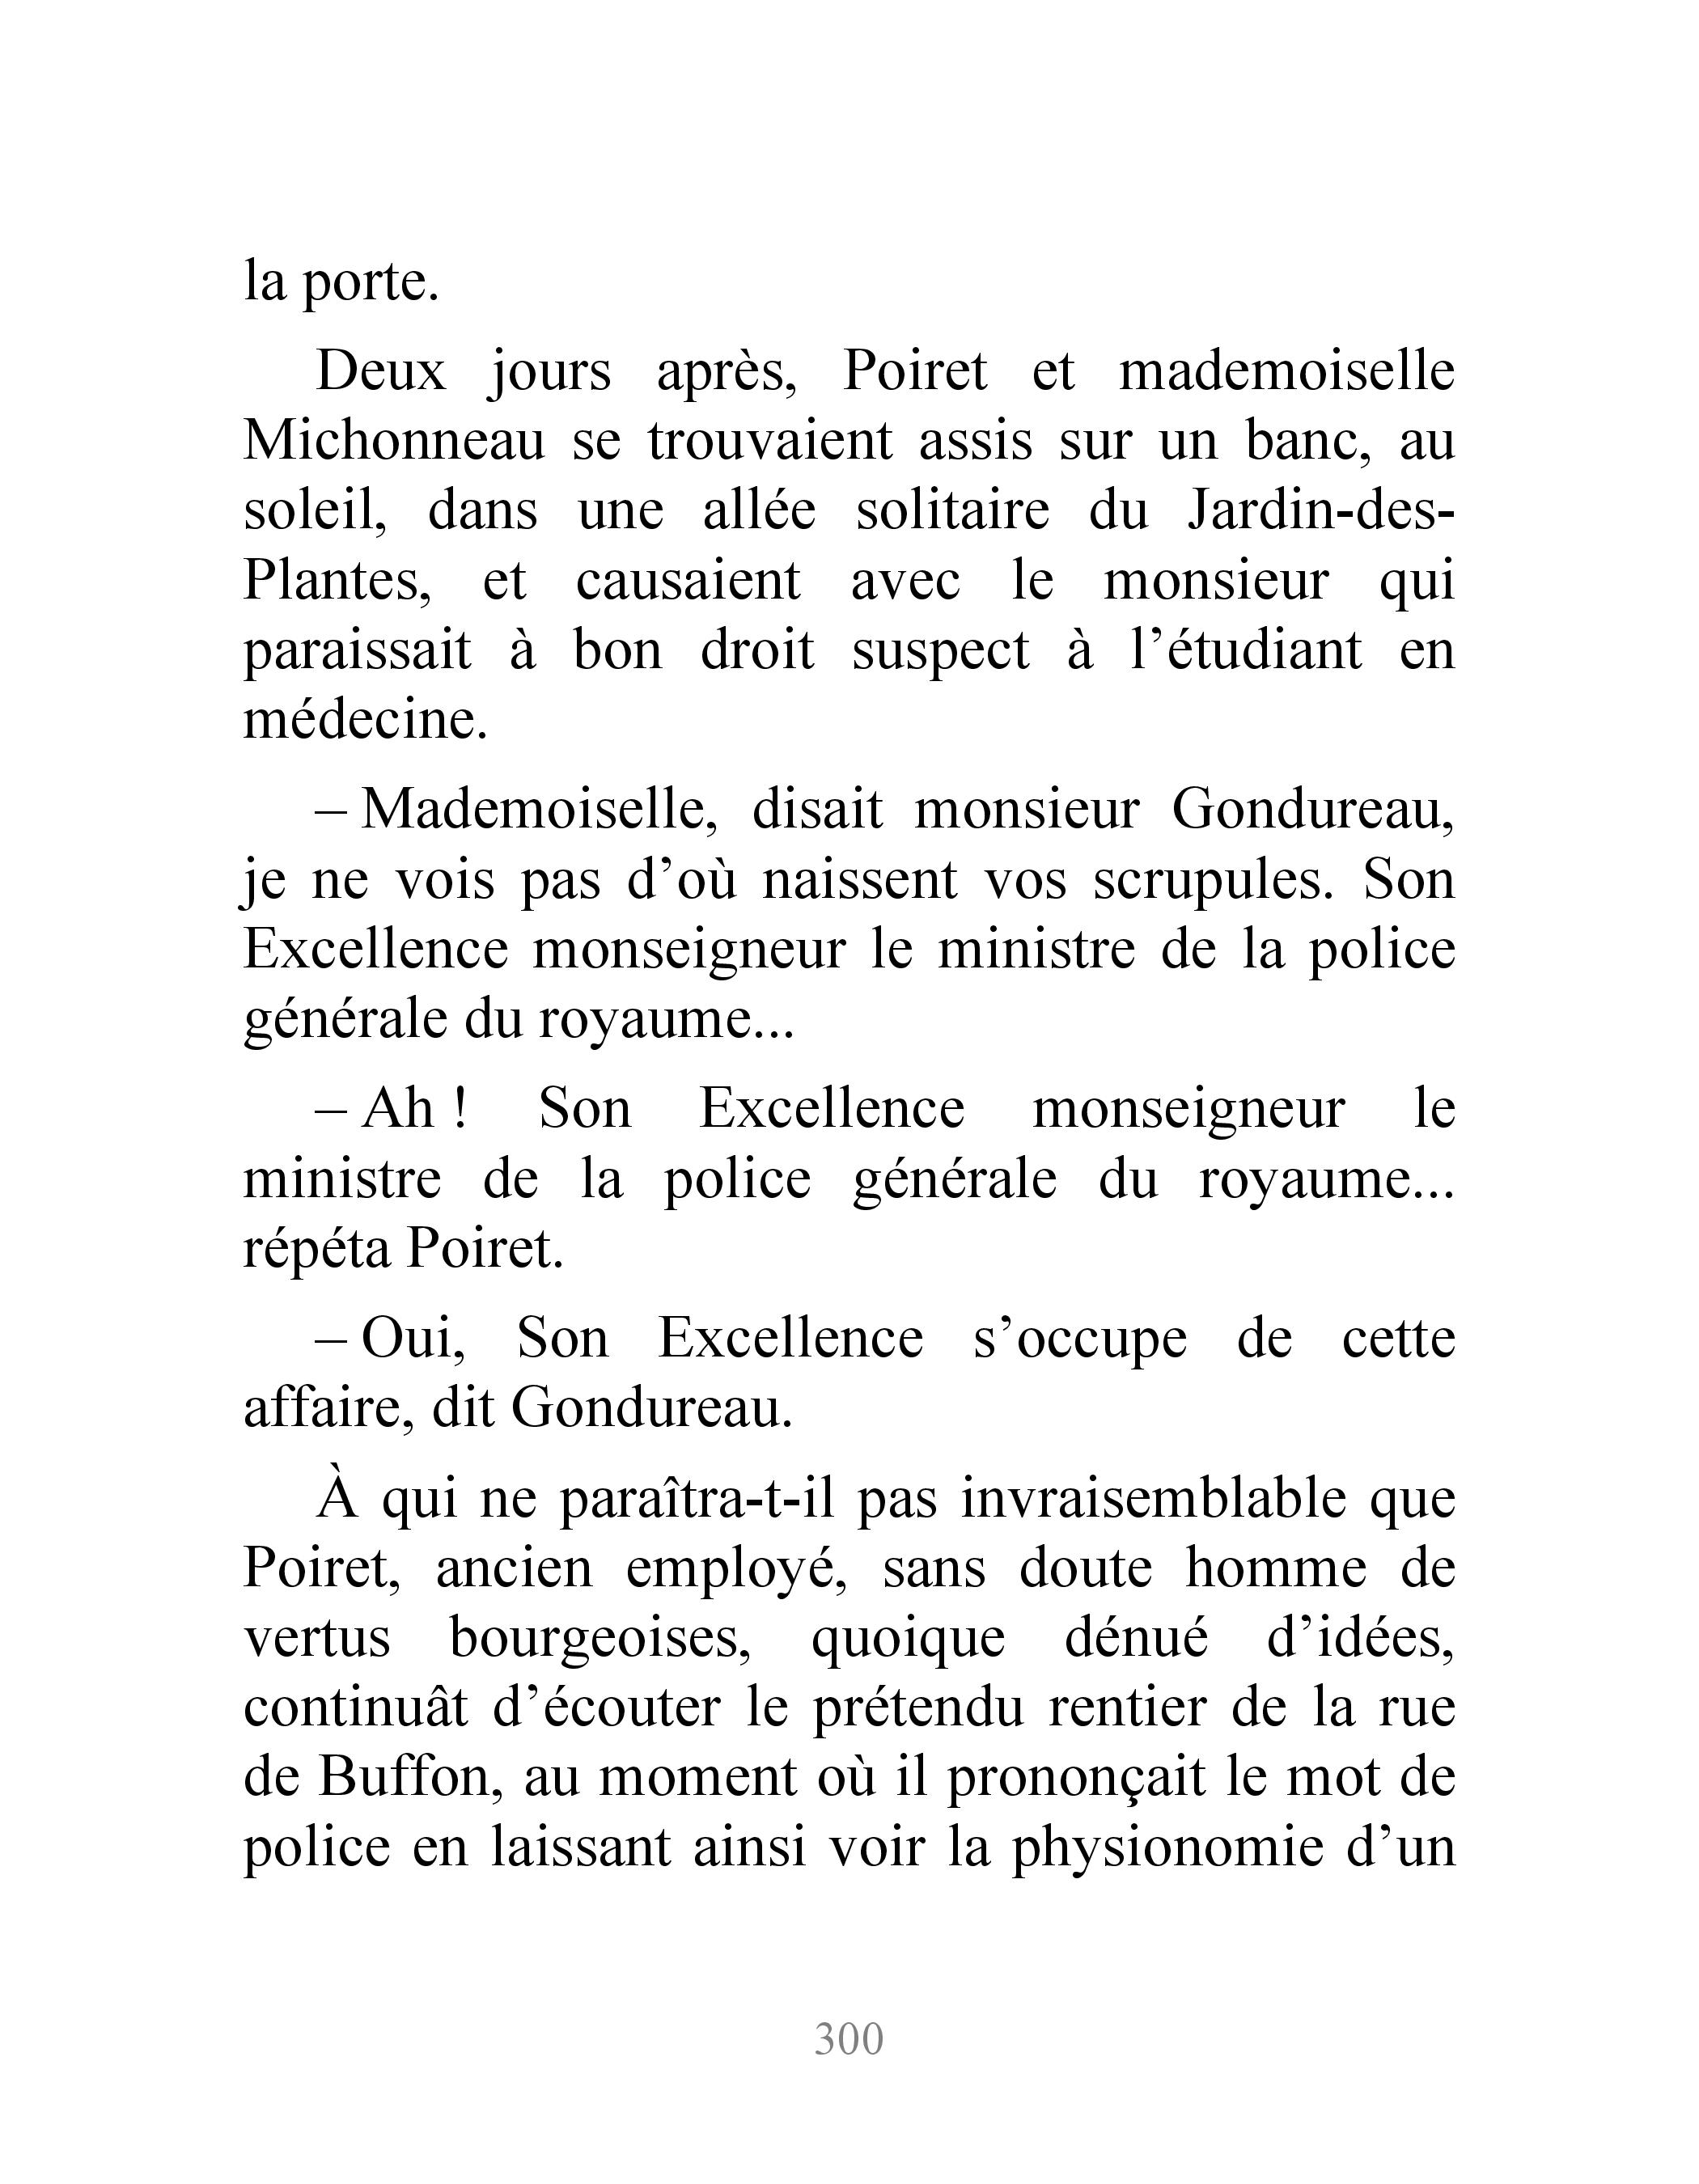 la porte.
Deux jours après, Poiret et mademoiselle
Michonneau se trouvaient assis sur un banc, au
soleil, dans une allée solitaire du Jardin-des-
Plantes, et causaient avec le monsieur qui
paraissait à bon droit suspect à l’étudiant en
médecine.
– Mademoiselle, disait monsieur Gondureau,
je ne vois pas d’où naissent vos scrupules. Son
Excellence monseigneur le ministre de la police
générale du royaume...
– Ah ! Son Excellence monseigneur le
ministre de la police générale du royaume...
répéta Poiret.
– Oui, Son Excellence s’occupe de cette
affaire, dit Gondureau.
À qui ne paraîtra-t-il pas invraisemblable que
Poiret, ancien employé, sans doute homme de
vertus bourgeoises, quoique dénué d’idées,
continuât d’écouter le prétendu rentier de la rue
de Buffon, au moment où il prononçait le mot de
police en laissant ainsi voir la physionomie d’un
300